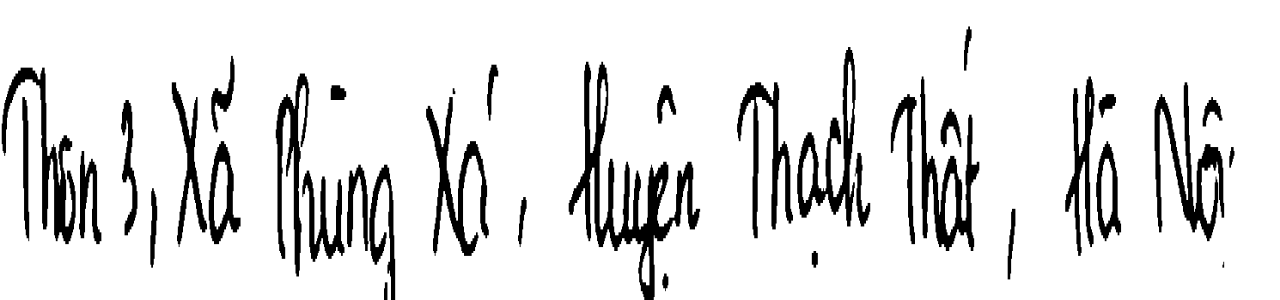 Thôn 3, Xã Phùng Xá, Huyện Thạch Thất, Hà Nội